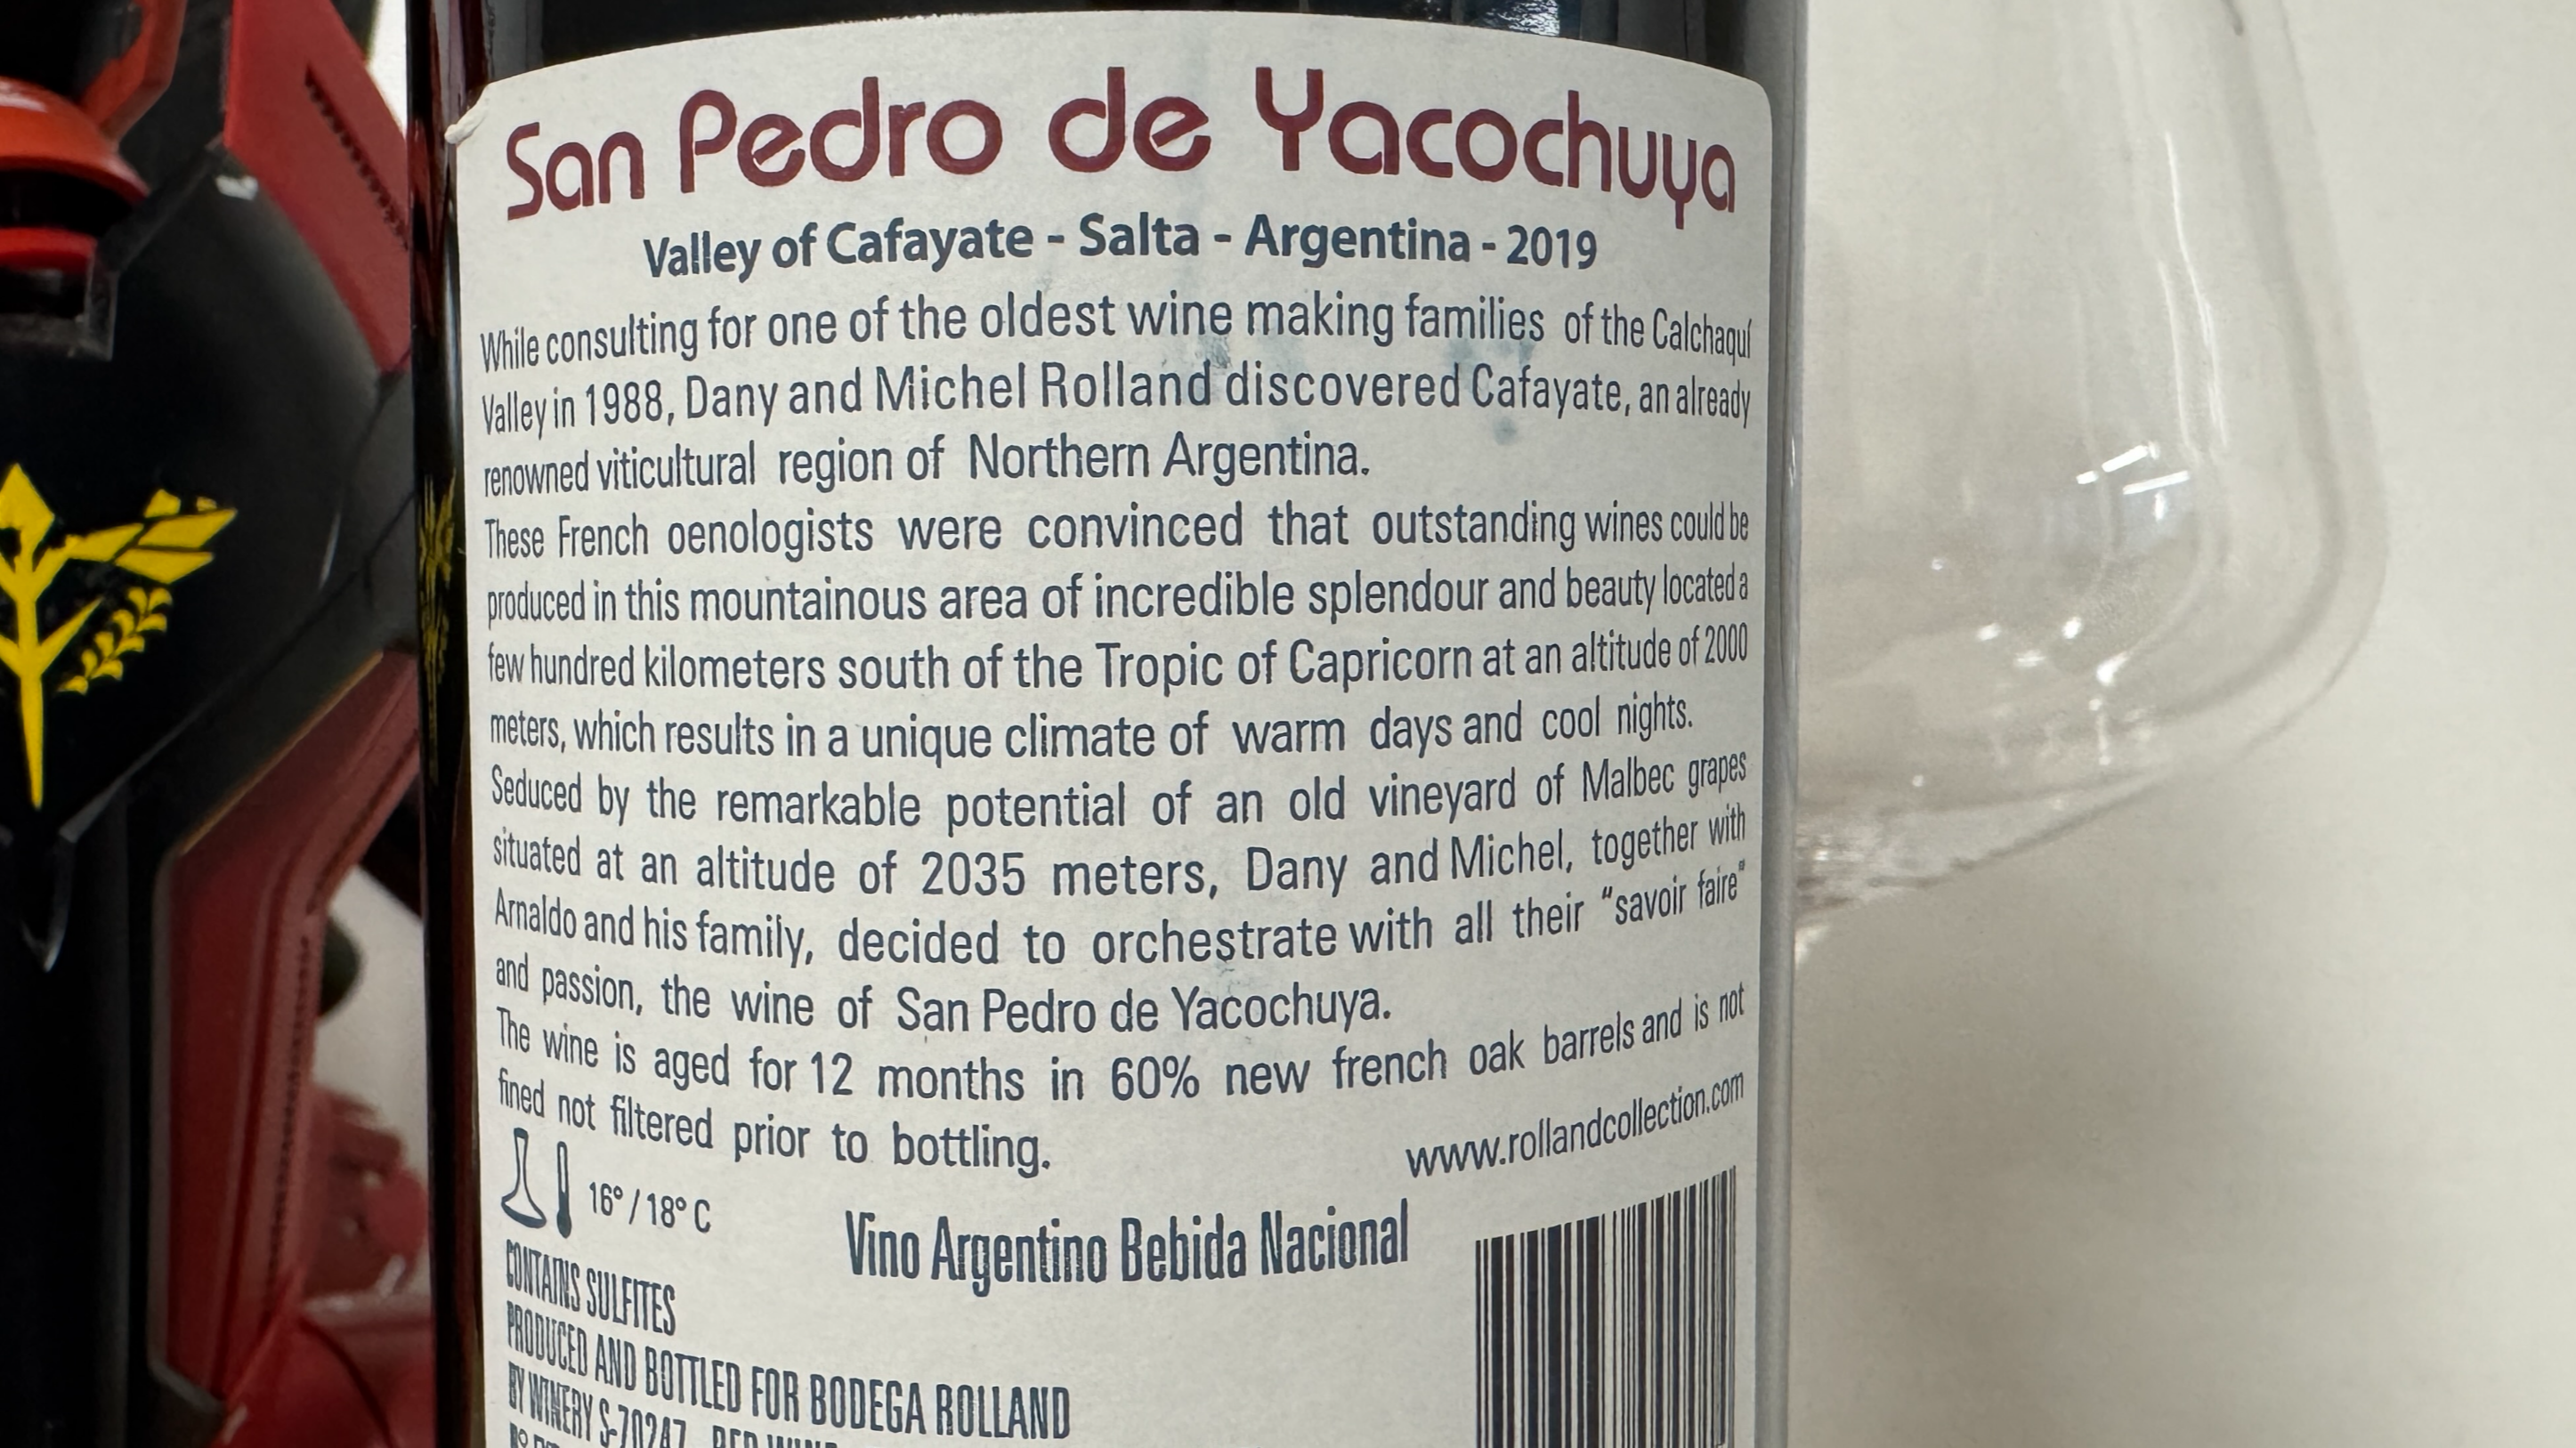 San Pedro de Yacochuya
Valley of Cafayate - Salta - Argentina - 2019
While consulting for one of the oldest wine making families of the Calchaquí
Valley in 1988, Dany and Michel Rolland discovered Cafayate, an already
renowned viticultural region of Northern Argentina.
These French oenologists were convinced that outstanding wines could be
produced in this mountainous area of incredible splendour and beauty located a
few hundred kilometers south of the Tropic of Capricorn at an altitude of 2000
meters, which results in a unique climate of warm days and cool nights.
Seduced by the remarkable potential of an old vineyard of Malbec grapes
situated at an altitude of 2035 meters, Dany and Michel, together with
Arnaldo and his family, decided to orchestrate with all their “savoir faire”
and passion, the wine of San Pedro de Yacochuya.
The wine is aged for 12 months in 60% new french oak barrels and is not
fined not filtered prior to bottling.
www.rollandcollection.com
16° / 18° C
Vino Argentino Bebida Nacional
CONTAINS SULFITES
PRODUCED AND BOTTLED FOR BODEGA ROLLAND
BY WINERY S-70247 RED WINE